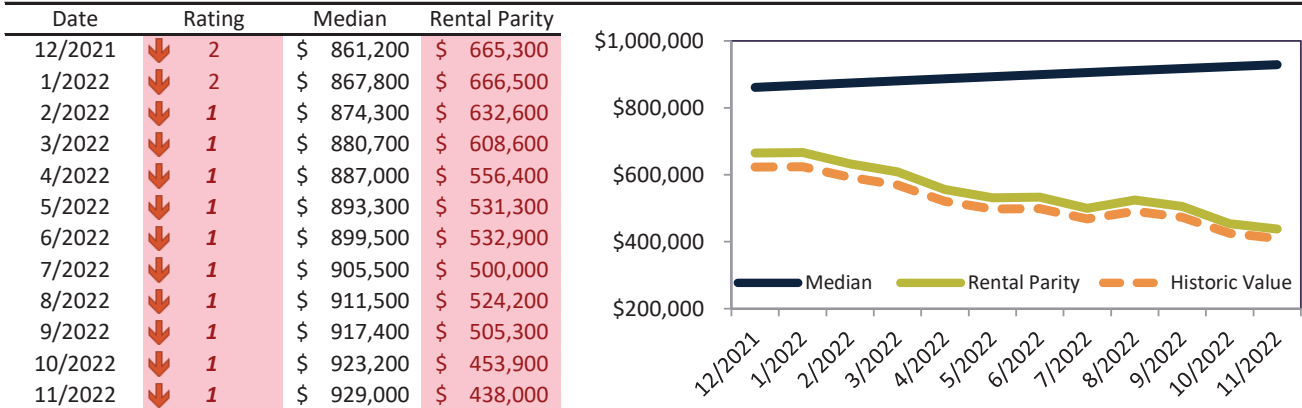 Date Rating Median Rental Parity
12/2021 2 $ 861,200 $ 665,300
1/2022 2 $ 867,800 $ 666,500
2/2022 1 $ 874,300 $ 632,600
3/2022 1 $ 880,700 $ 608,600
4/2022 1 $ 887,000 $ 556,400
5/2022 1 $ 893,300 $ 531,300
6/2022 1 $ 899,500 $ 532,900
7/2022 1 $ 905,500 $ 500,000
8/2022 1 $ 911,500 $ 524,200
9/2022 1 $ 917,400 $ 505,300
10/2022 1 $ 923,200 $ 453,900
11/2022 1 $ 929,000 $ 438,000
$1,000,000
$800,000
$600,000
$400,000
$200,000
Median Rental Parity Historic Value
12/2021 1/2022 2/2022 3/2022 4/2022 5/2022 6/2022 7/2022 8/2022 9/2022 10/2022 11/2022